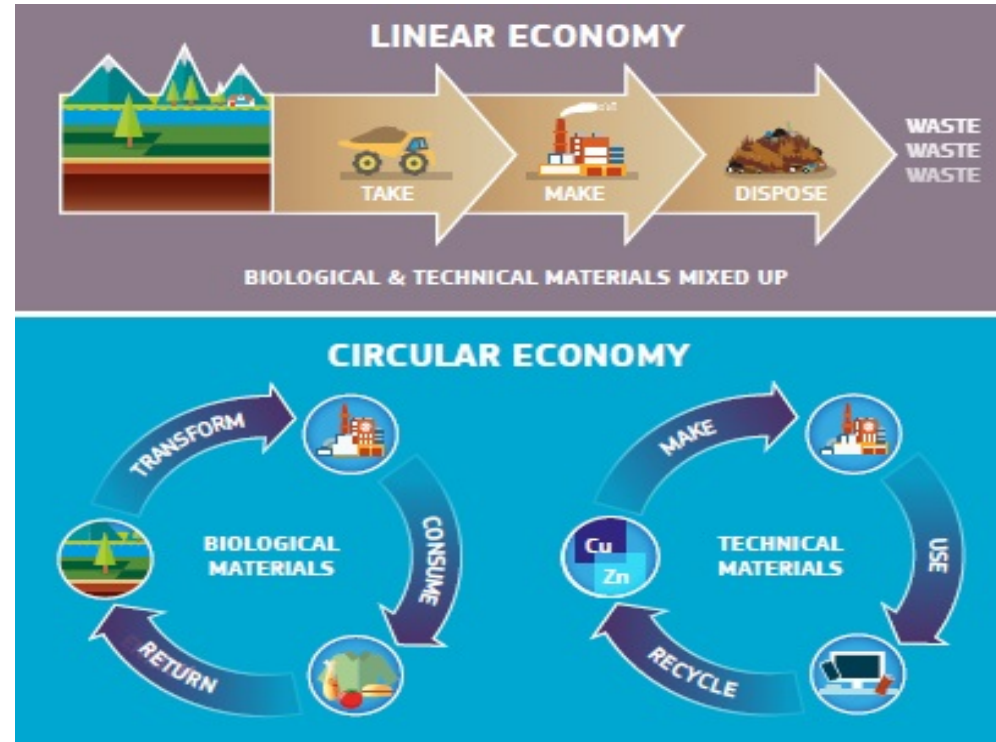 LINEAR ECONOMY
TAKE
MAKE
DISPOSE
WASTE
WASTE
WASTE
BIOLOGICAL & TECHNICAL MATERIALS MIXED UP
CIRCULAR ECONOMY
TRANSFORM
CONSUME
RETURN
BIOLOGICAL
MATERIALS
MAKE
USE
RECYCLE
Cu
Zn
TECHNICAL
MATERIALS